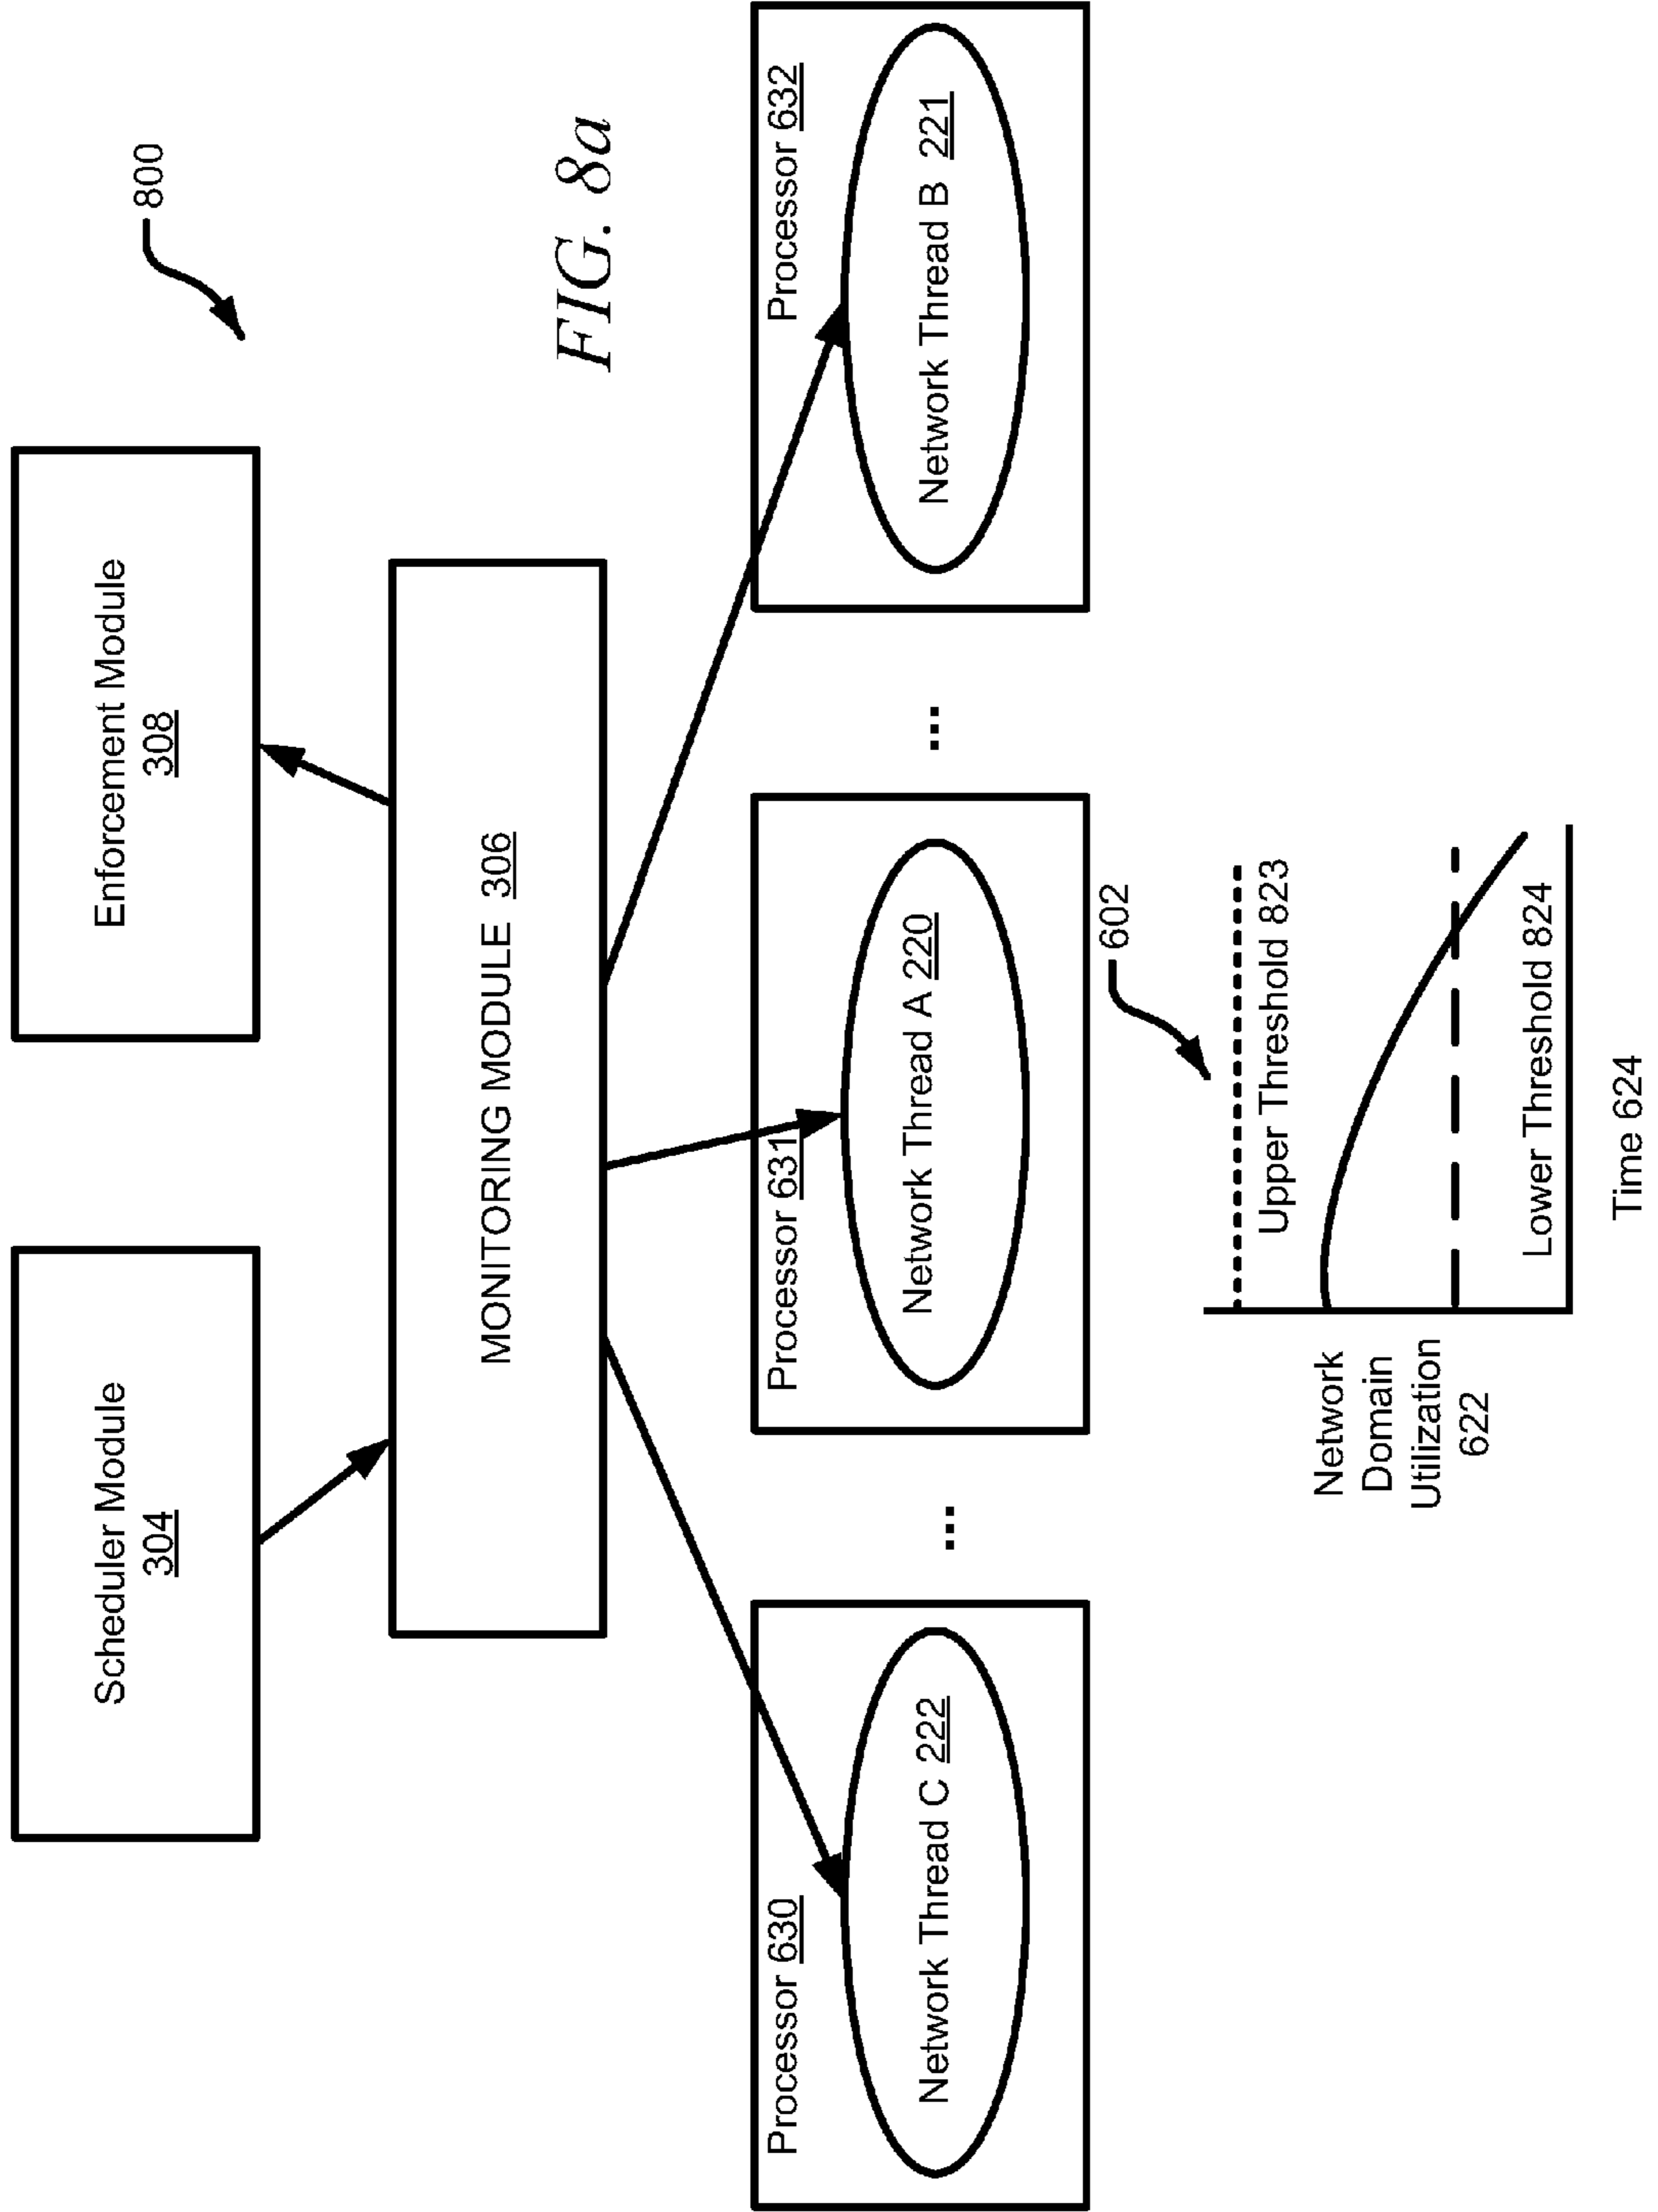 800
Scheduler Module
304
Enforcement Module
308
MONITORING MODULE 306
FIG. 8a
Processor 630
Network Thread C 222
...
Processor 631
Network Thread A 220
...
Processor 632
Network Thread B 221
602
Network
Domain
Utilization
622
Upper Threshold 823
Lower Threshold 824
Time 624